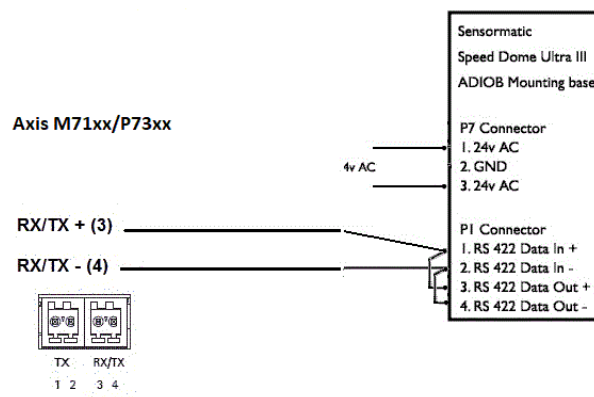 Sensormatic
Speed Dome Ultra III
ADIOB Mounting base
Axis M71xx/P73xx
P7 Connector
1. 24v AC
4v AC
2. GND
3. 24v AC
RX/TX + (3)
P1 Connector
1. RS 422 Data In +
RX/TX - (4)
2. RS 422 Data In -
3. RS 422 Data Out +
4. RS 422 Data Out -
TX RX/TX
1 2 3 4